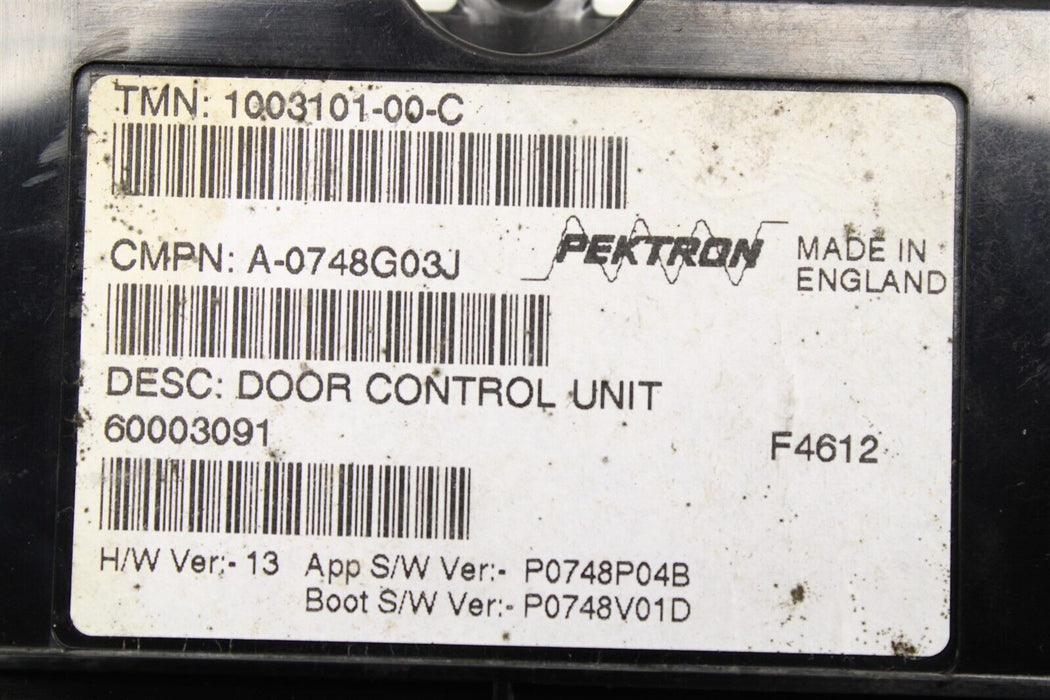 TMN: 1003101-00-C
CMPN: A-0748G03J
PEKTRON
MADE IN
ENGLAND
DESC: DOOR CONTROL UNIT
60003091
F4612
H/W Ver:- 13 App S/W Ver:- P0748P04B
Boot S/W Ver:- P0748V01D